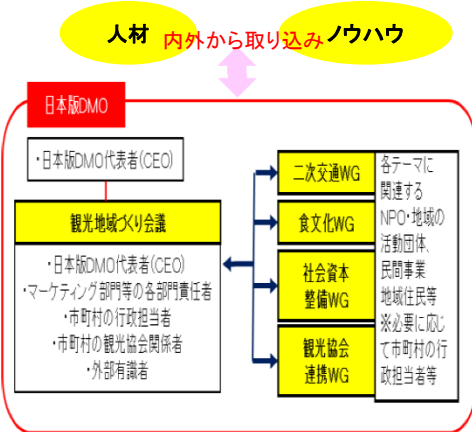 人材
内外から取り込み
ノウハウ
日本版DMO
・日本版DMO代表者(CEO)
観光地域づくり会議
・日本版DMO代表者(CEO)
・マーケティング部門等の各部門責任者
・市町村の行政担当者
・市町村の観光協会関係者
・外部有識者
二次交通WG
食文化WG
社会資本
整備WG
観光協会
連携WG
各テーマに
関連する
NPO・地域の
活動団体、
民間事業
地域住民等
※必要に応じ
て市町村の行
政担当者等